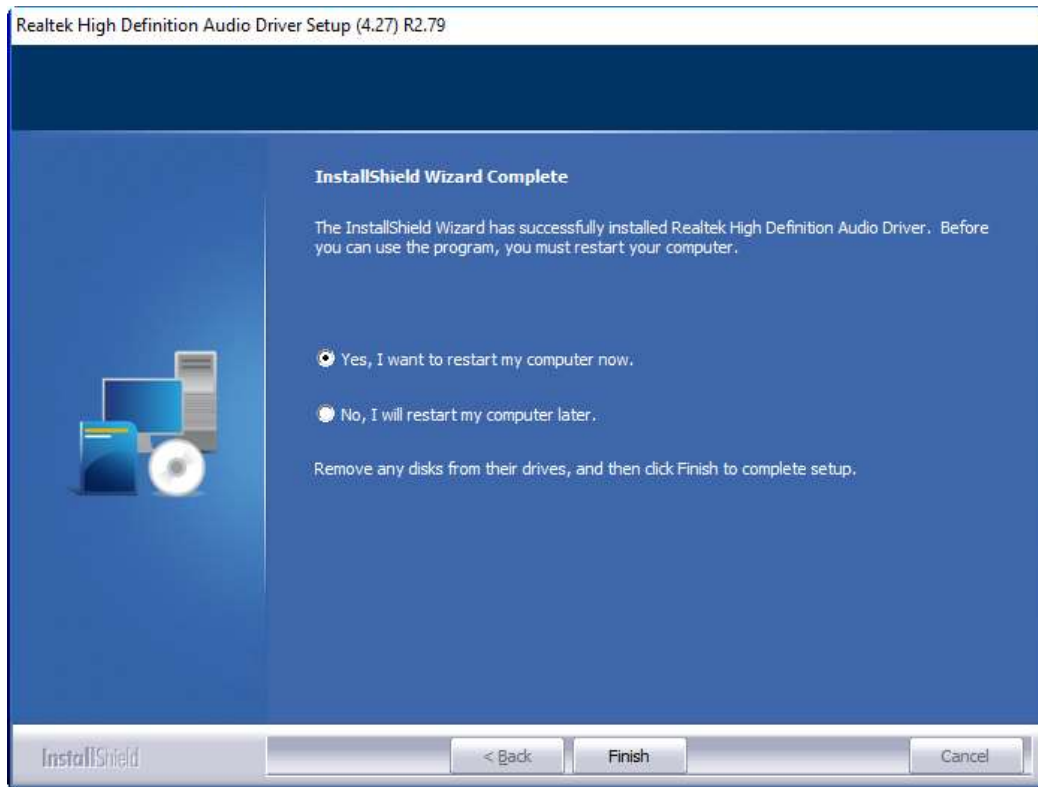 Realtek High Definition Audio Driver Setup (4.27) R2.79
InstallShield Wizard Complete
The InstallShield Wizard has successfully installed Realtek High Definition Audio Driver. Before
you can use the program, you must restart your computer.
Yes, I want to restart my computer now.
No, I will restart my computer later.
Remove any disks from their drives, and then click Finish to complete setup.
InstallShield
< Back
Finish
Cancel